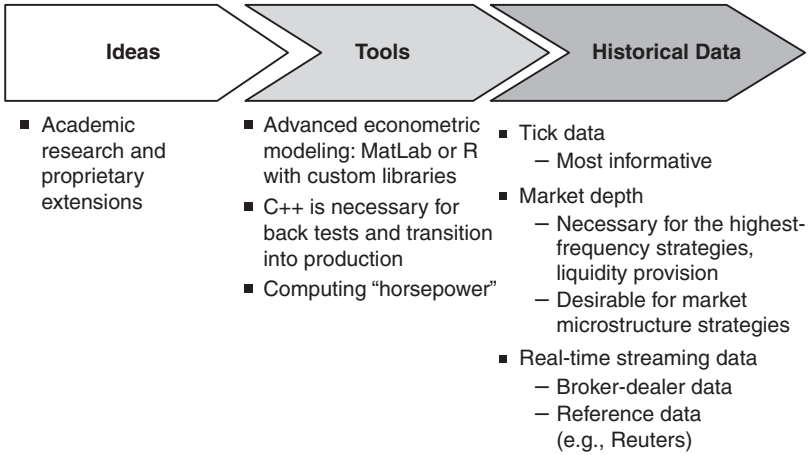 Ideas
Tools
Historical Data
▪ Academic
research and
proprietary
extensions
▪ Advanced econometric
modeling: MatLab or R
with custom libraries
▪ C++ is necessary for
back tests and transition
into production
▪ Computing “horsepower”
▪ Tick data
– Most informative
▪ Market depth
– Necessary for the highest-
frequency strategies,
liquidity provision
– Desirable for market
microstructure strategies
▪ Real-time streaming data
– Broker-dealer data
– Reference data
(e.g., Reuters)